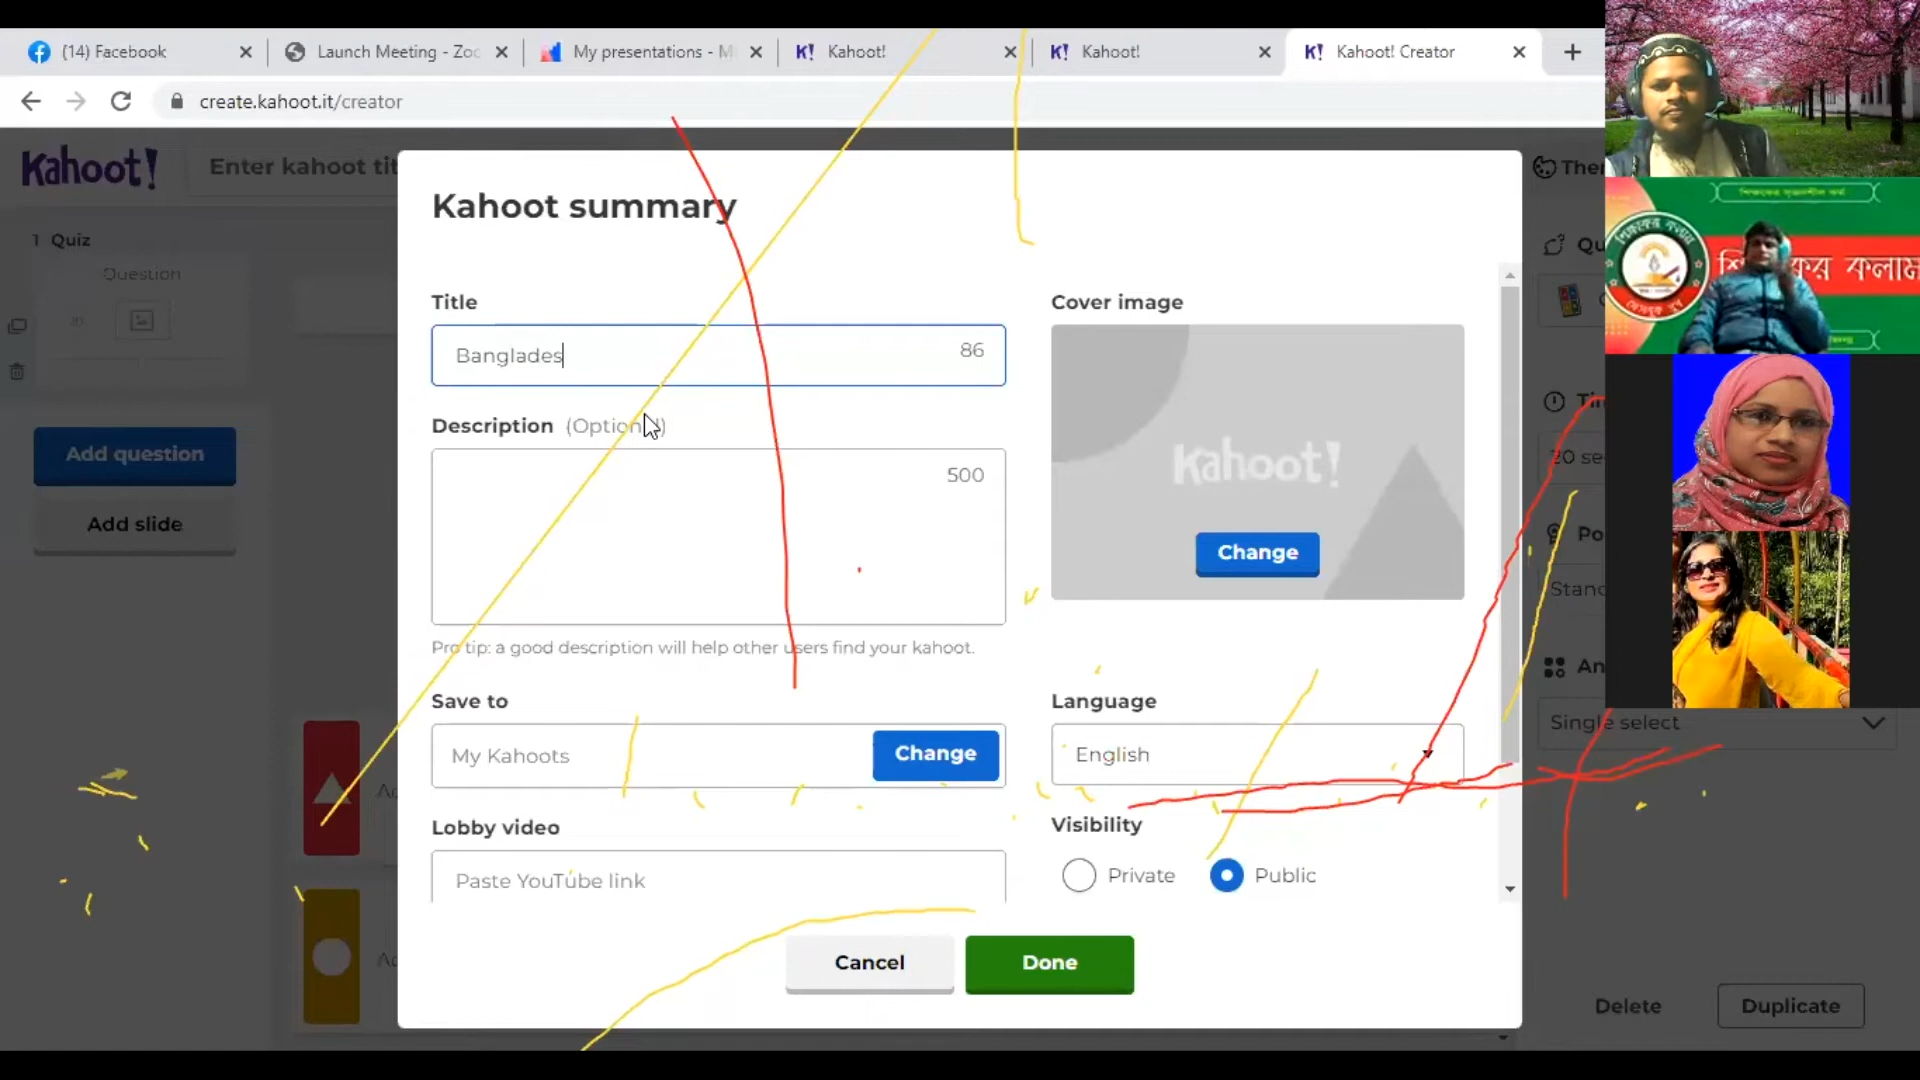 (14) Facebook
Launch Meeting - Zoo
My presentations - M
Kahoot!
Kahoot!
Kahoot! Creator
create.kahoot.it/creator
Kahoot!
Enter kahoot tit
Kahoot summary
1 Quiz
Question
Add question
Add slide
Title
Banglades
86
Description (Optional)
500
Pro tip: a good description will help other users find your kahoot.
Save to
My Kahoots
Change
Lobby video
Paste YouTube link
Cover image
Kahoot!
Change
Language
English
Visibility
Private
Public
Cancel
Done
Single select
Delete
Duplicate